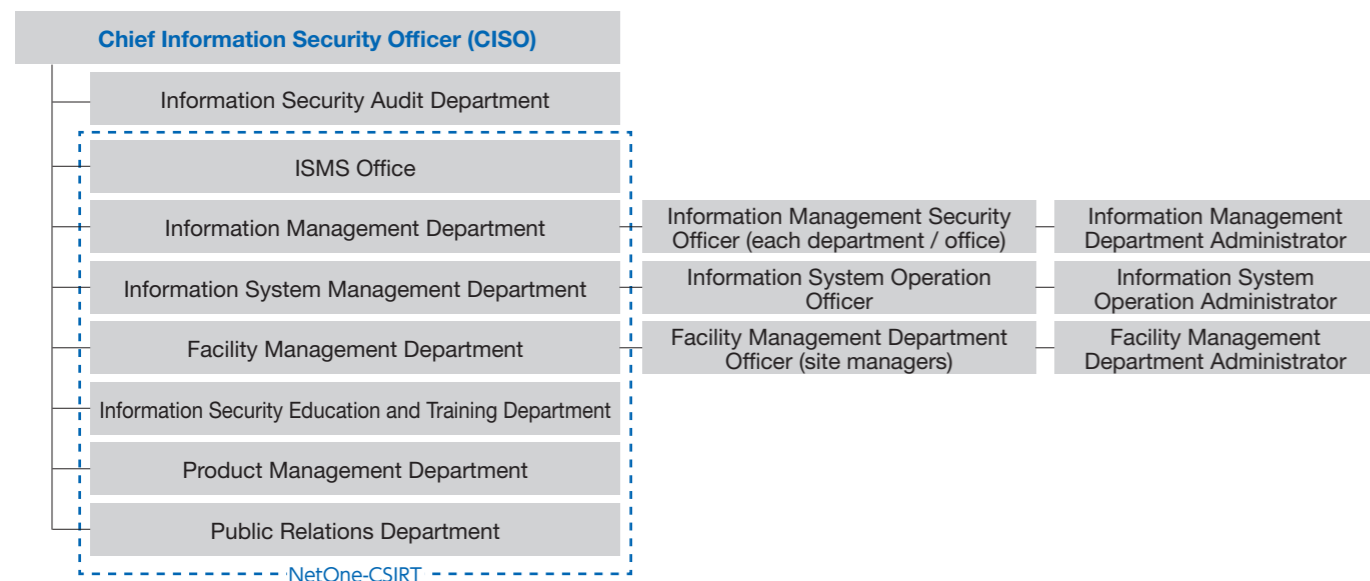 Chief Information Security Officer (CISO)
Information Security Audit Department
ISMS Office
Information Management Department
Information Management Security
Officer (each department / office)
Information Management
Department Administrator
Information System Management Department
Information System Operation
Officer
Information System
Operation Administrator
Facility Management Department
Facility Management Department
Officer (site managers)
Facility Management
Department Administrator
Information Security Education and Training Department
Product Management Department
Public Relations Department
NetOne-CSIRT